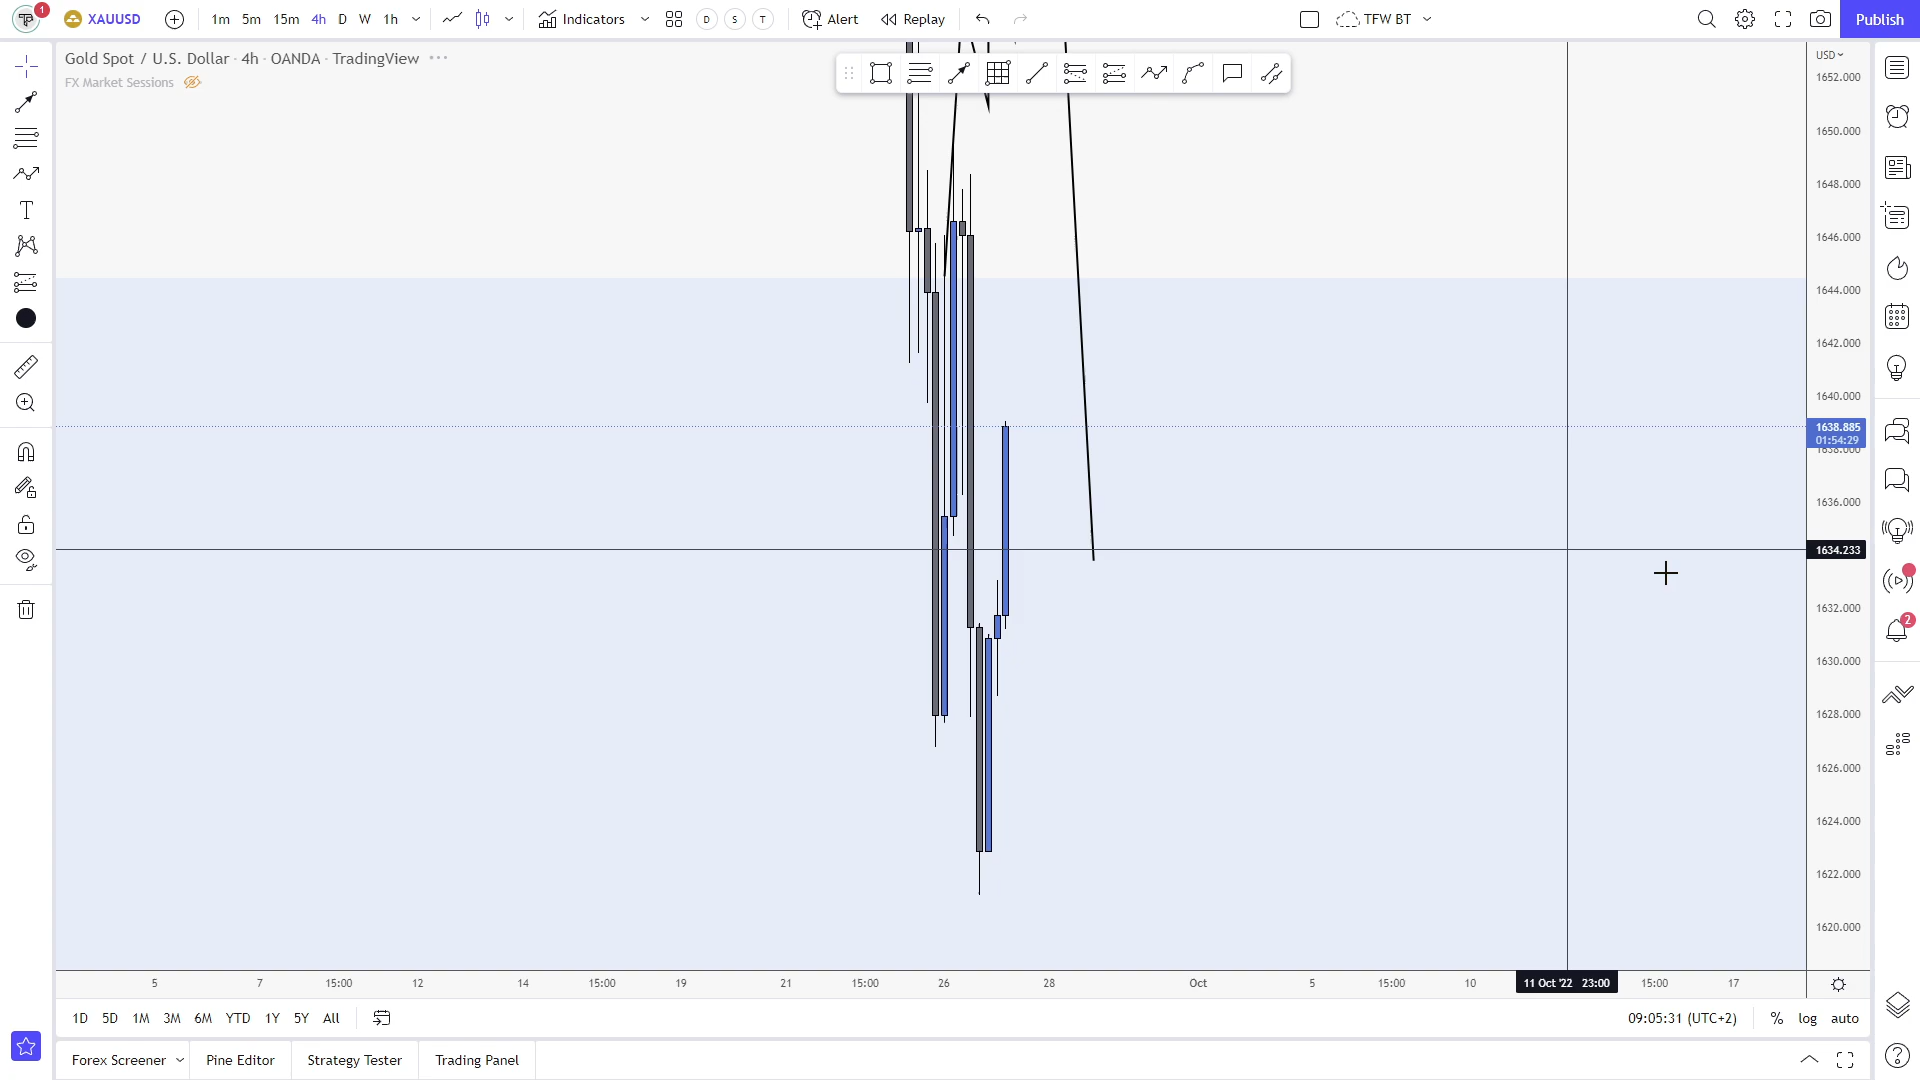 1
XAUUSD
1m 5m 15m 4h D W 1h
Indicators
D S T
Alert
Replay
TFW BT
Publish
Gold Spot / U.S. Dollar · 4h · OANDA · TradingView
FX Market Sessions
USD
1652.000
1650.000
1648.000
1646.000
1644.000
1642.000
1640.000
1638.885
01:54:29
1638.000
1636.000
1634.233
1632.000
1630.000
1628.000
1626.000
1624.000
1622.000
1620.000
2
5 7 15:00 12 14 15:00 19 21 15:00 26 28 Oct 5 15:00 10 11 Oct '22 23:00 15:00 17
1D 5D 1M 3M 6M YTD 1Y 5Y All
09:05:31 (UTC+2) % log auto
Forex Screener Pine Editor Strategy Tester Trading Panel